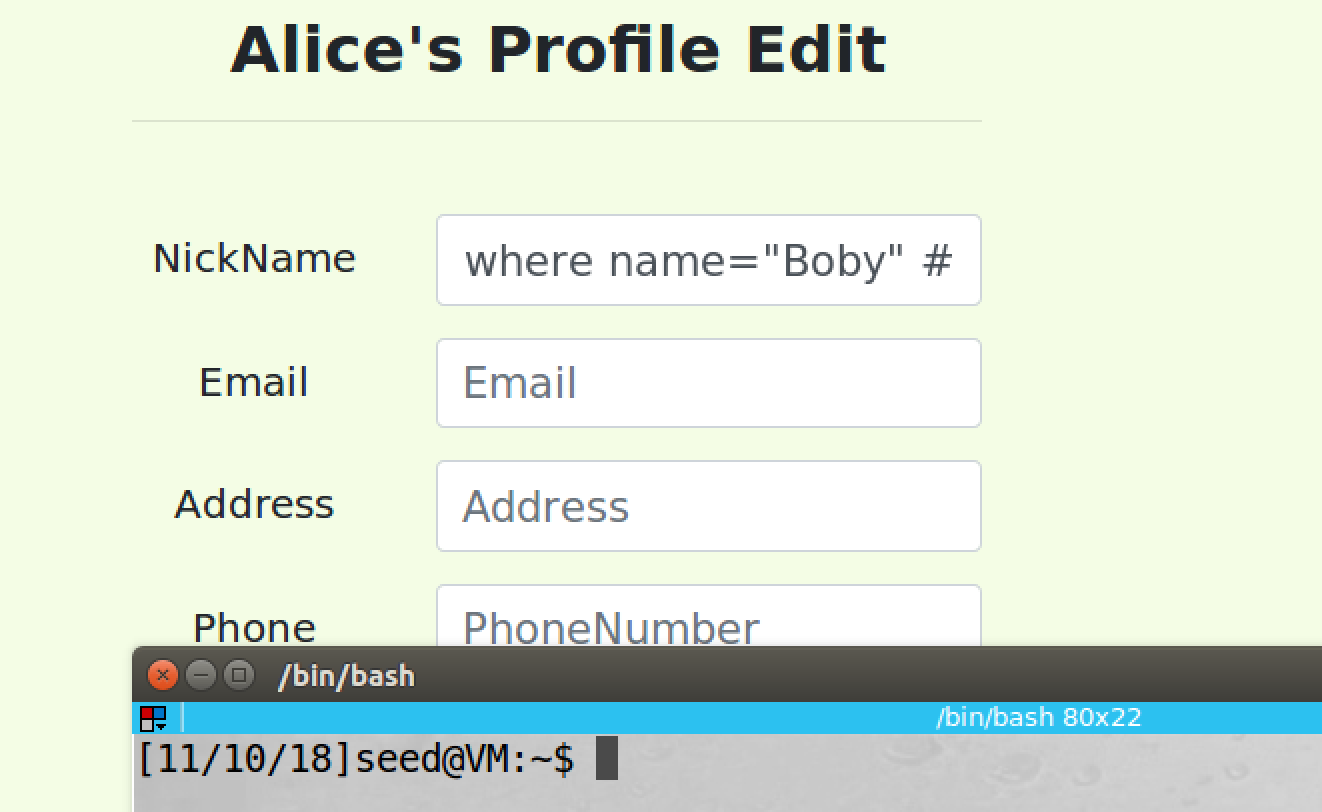 Alice's Profile Edit
NickName
where name="Boby" #
Email
Email
Address
Address
Phone
PhoneNumber
/bin/bash
/bin/bash 80x22
[11/10/18]seed@VM:~$